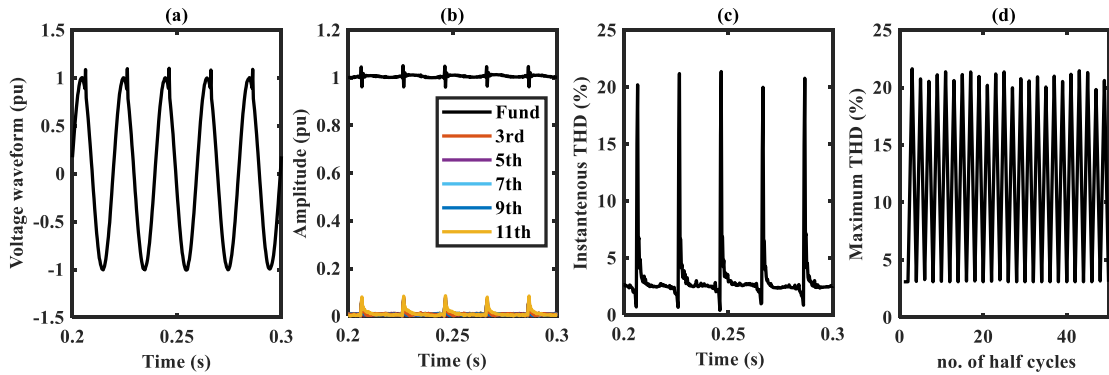 (a)
1.5
1
0.5
0
-0.5
-1
-1.5
0.2
0.25
0.3
Voltage waveform (pu)
Time (s)
(b)
1.2
1
0.8
0.6
0.4
0.2
0
0.2
0.25
0.3
Amplitude (pu)
Time (s)
Fund
3rd
5th
7th
9th
11th
(c)
25
20
15
10
5
0
0.2
0.25
0.3
Instantenous THD (%)
Time (s)
(d)
25
20
15
10
5
0
0
20
40
Maximum THD (%)
no. of half cycles